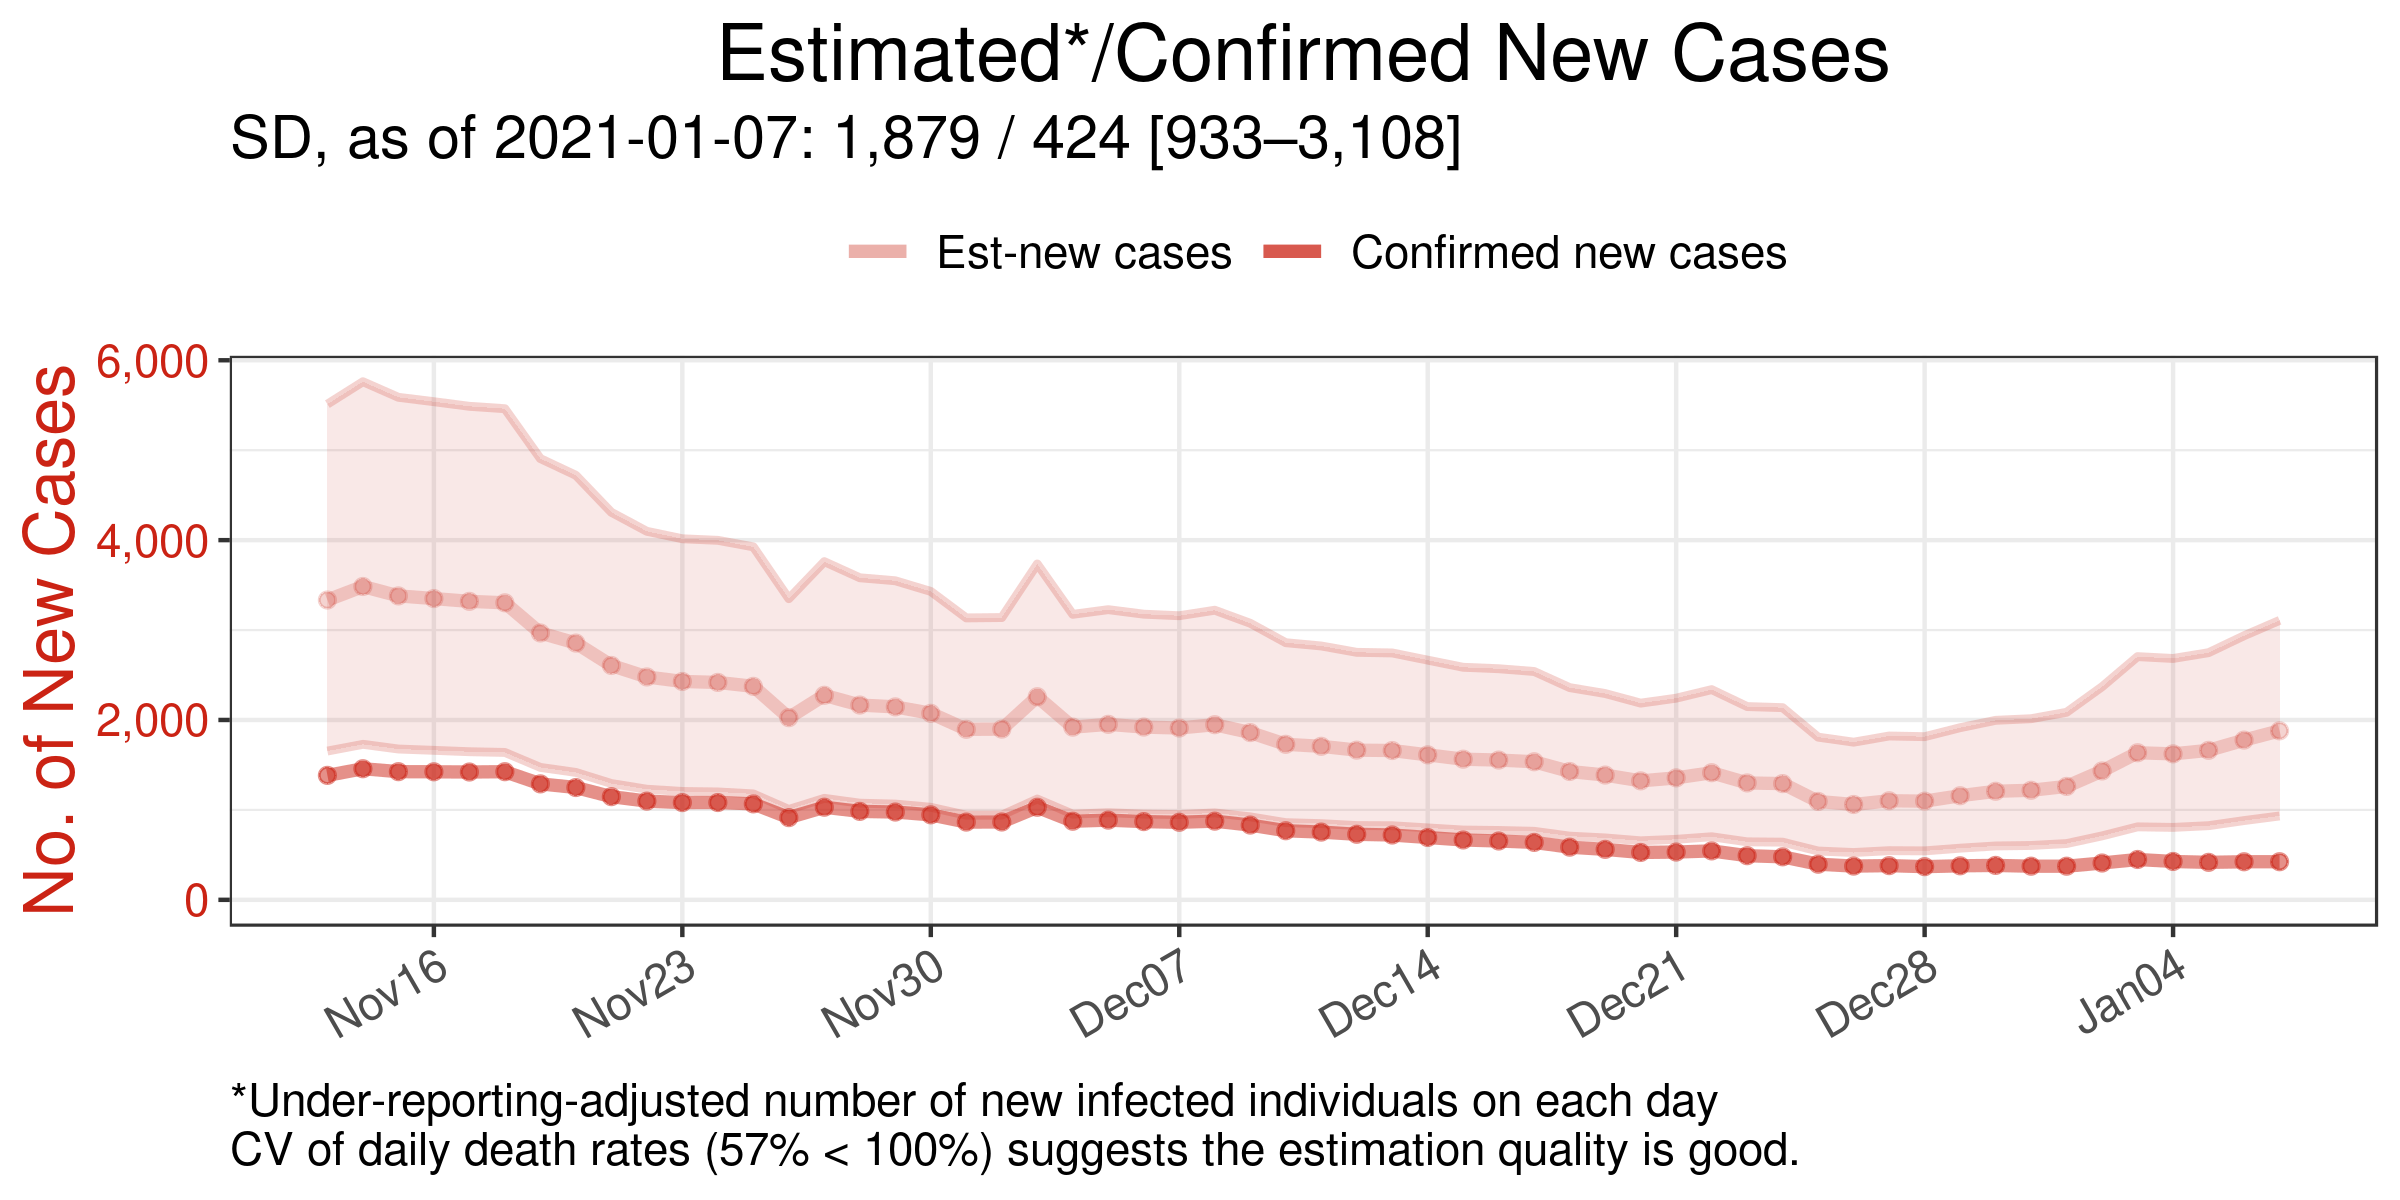 Estimated*/Confirmed New Cases
SD, as of 2021-01-07: 1,879 / 424 [933–3,108]
Est-new cases Confirmed new cases
No. of New Cases
6,000
4,000
2,000
0
Nov16 Nov23 Nov30 Dec07 Dec14 Dec21 Dec28 Jan04
*Under-reporting-adjusted number of new infected individuals on each day
CV of daily death rates (57% < 100%) suggests the estimation quality is good.